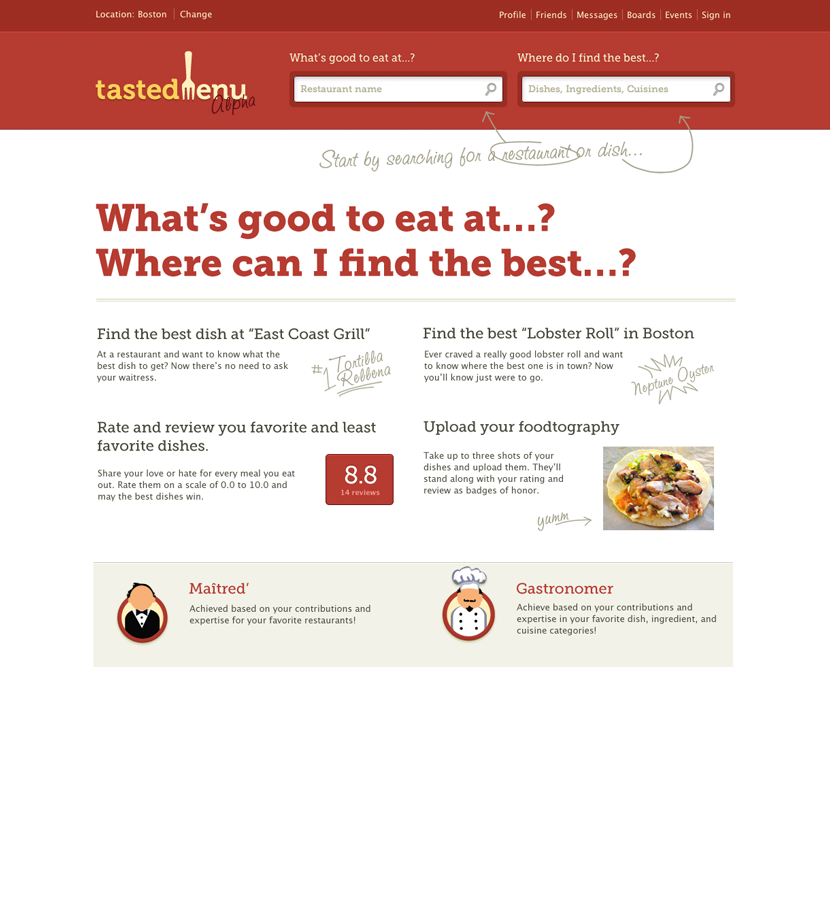 Location: Boston | Change
Profile | Friends | Messages | Boards | Events | Sign in
tastedmenu
Alpha
What's good to eat at...?
Restaurant name
Where do I find the best...?
Dishes, Ingredients, Cuisines
Start by searching for a restaurant or dish...
What's good to eat at...?
Where can I find the best...?
Find the best dish at “East Coast Grill”
At a restaurant and want to know what the
best dish to get? Now there's no need to ask
your waitress.
#1 Tortilla
Rellena
Find the best “Lobster Roll” in Boston
Ever craved a really good lobster roll and want
to know where the best one is in town? Now
you'll know just were to go.
Neptune Oyster
Rate and review you favorite and least
favorite dishes.
Share your love or hate for every meal you eat
out. Rate them on a scale of 0.0 to 10.0 and
may the best dishes win.
8.8
14 reviews
Upload your foodtography
Take up to three shots of your
dishes and upload them. They'll
stand along with your rating and
review as badges of honor.
yumm
Maîtred'
Achieved based on your contributions and
expertise for your favorite restaurants!
Gastronomer
Achieve based on your contributions and
expertise in your favorite dish, ingredient, and
cuisine categories!